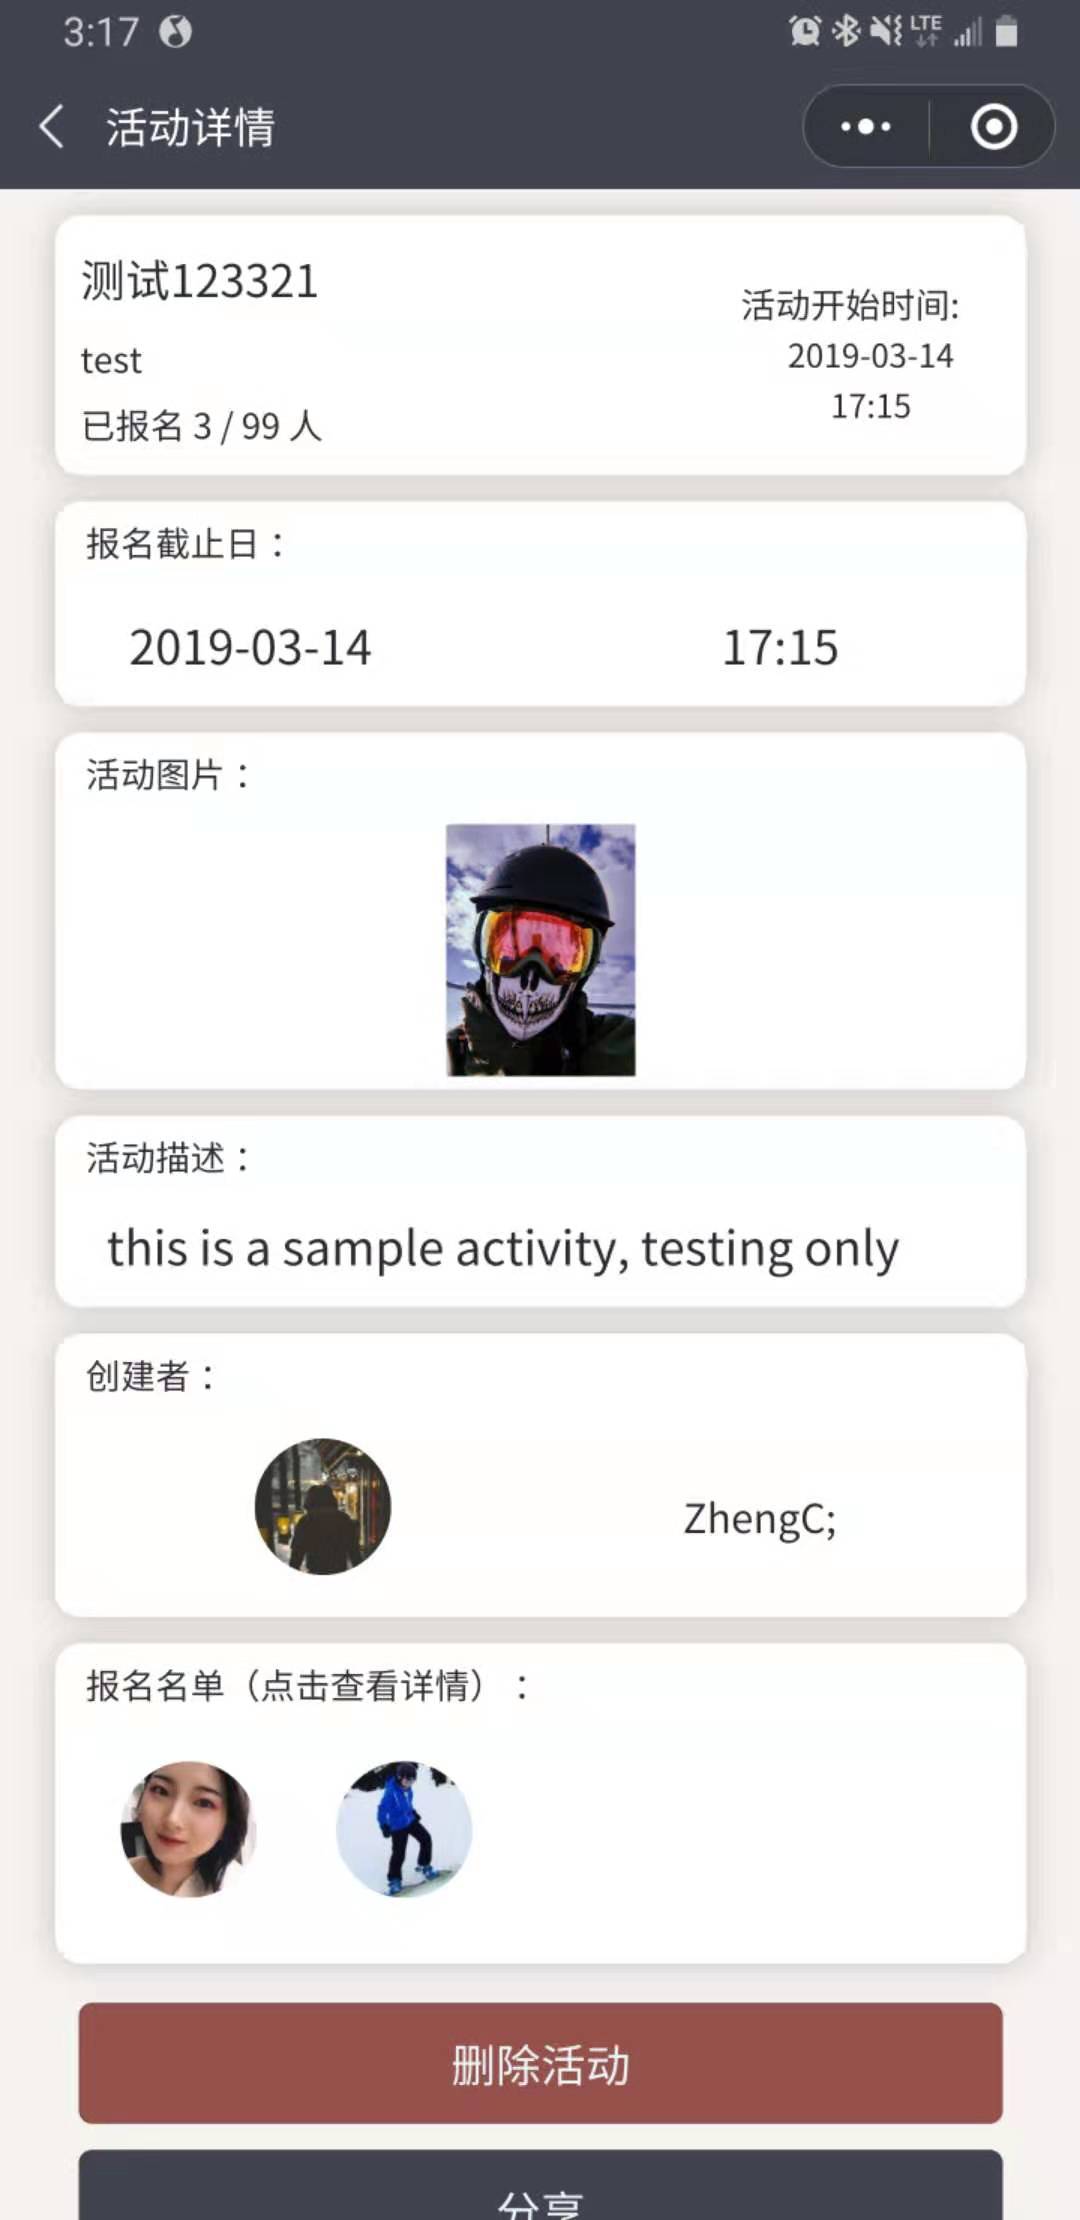 3:17
LTE
活动详情
测试123321
test
已报名 3 / 99 人
活动开始时间:
2019-03-14
17:15
报名截止日：
2019-03-14 17:15
活动图片：
活动描述：
this is a sample activity, testing only
创建者：
ZhengC;
报名名单（点击查看详情）：
删除活动
分享